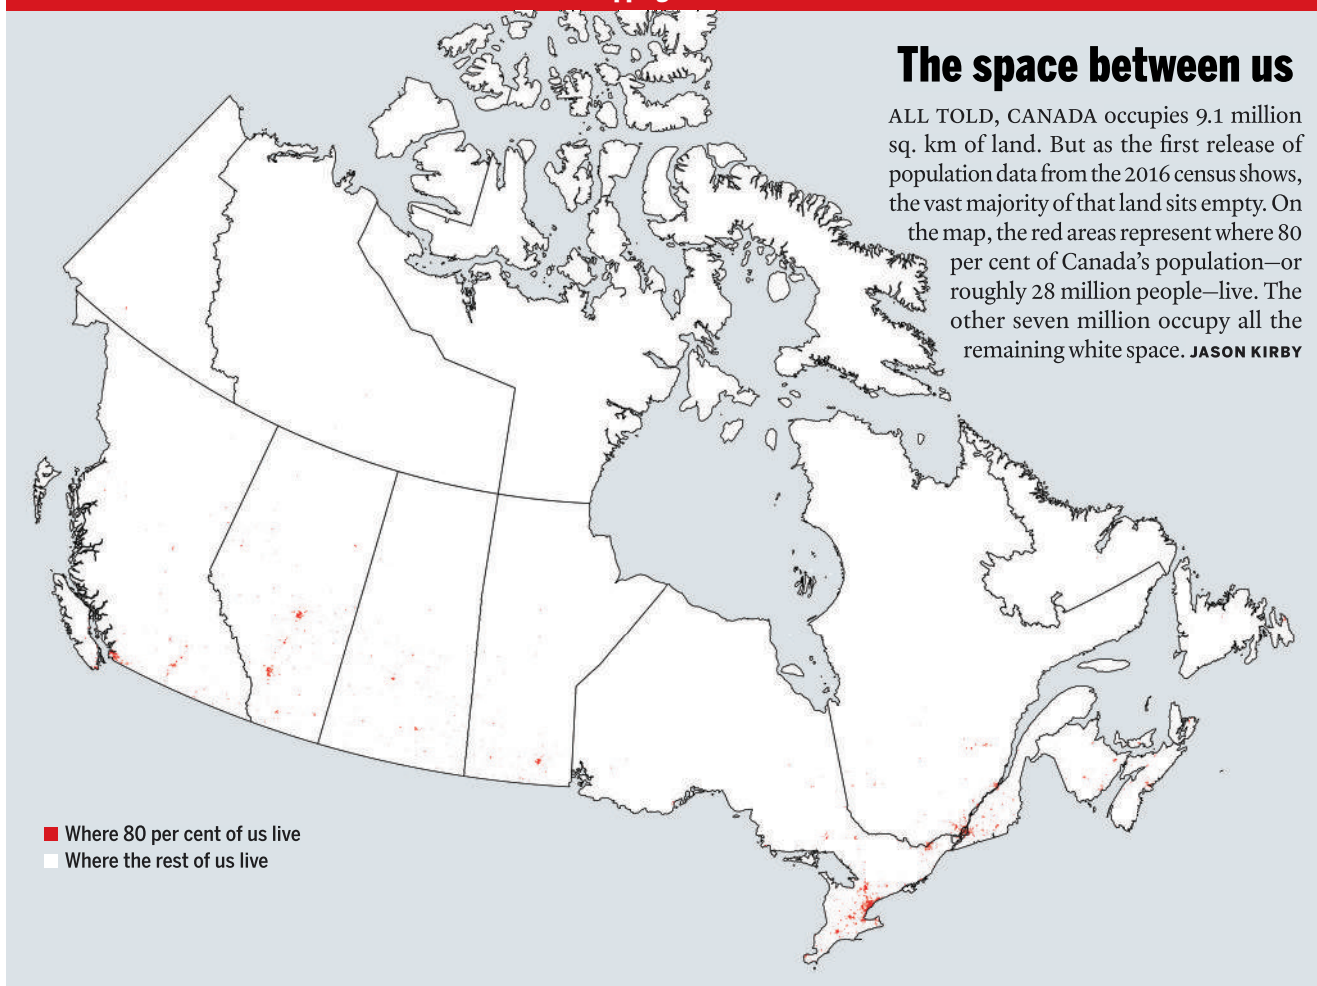 The space between us
ALL TOLD, CANADA occupies 9.1 million
sq. km of land. But as the first release of
population data from the 2016 census shows,
the vast majority of that land sits empty. On
the map, the red areas represent where 80
per cent of Canada's population—or
roughly 28 million people—live. The
other seven million occupy all the
remaining white space. JASON KIRBY
Where 80 per cent of us live
Where the rest of us live